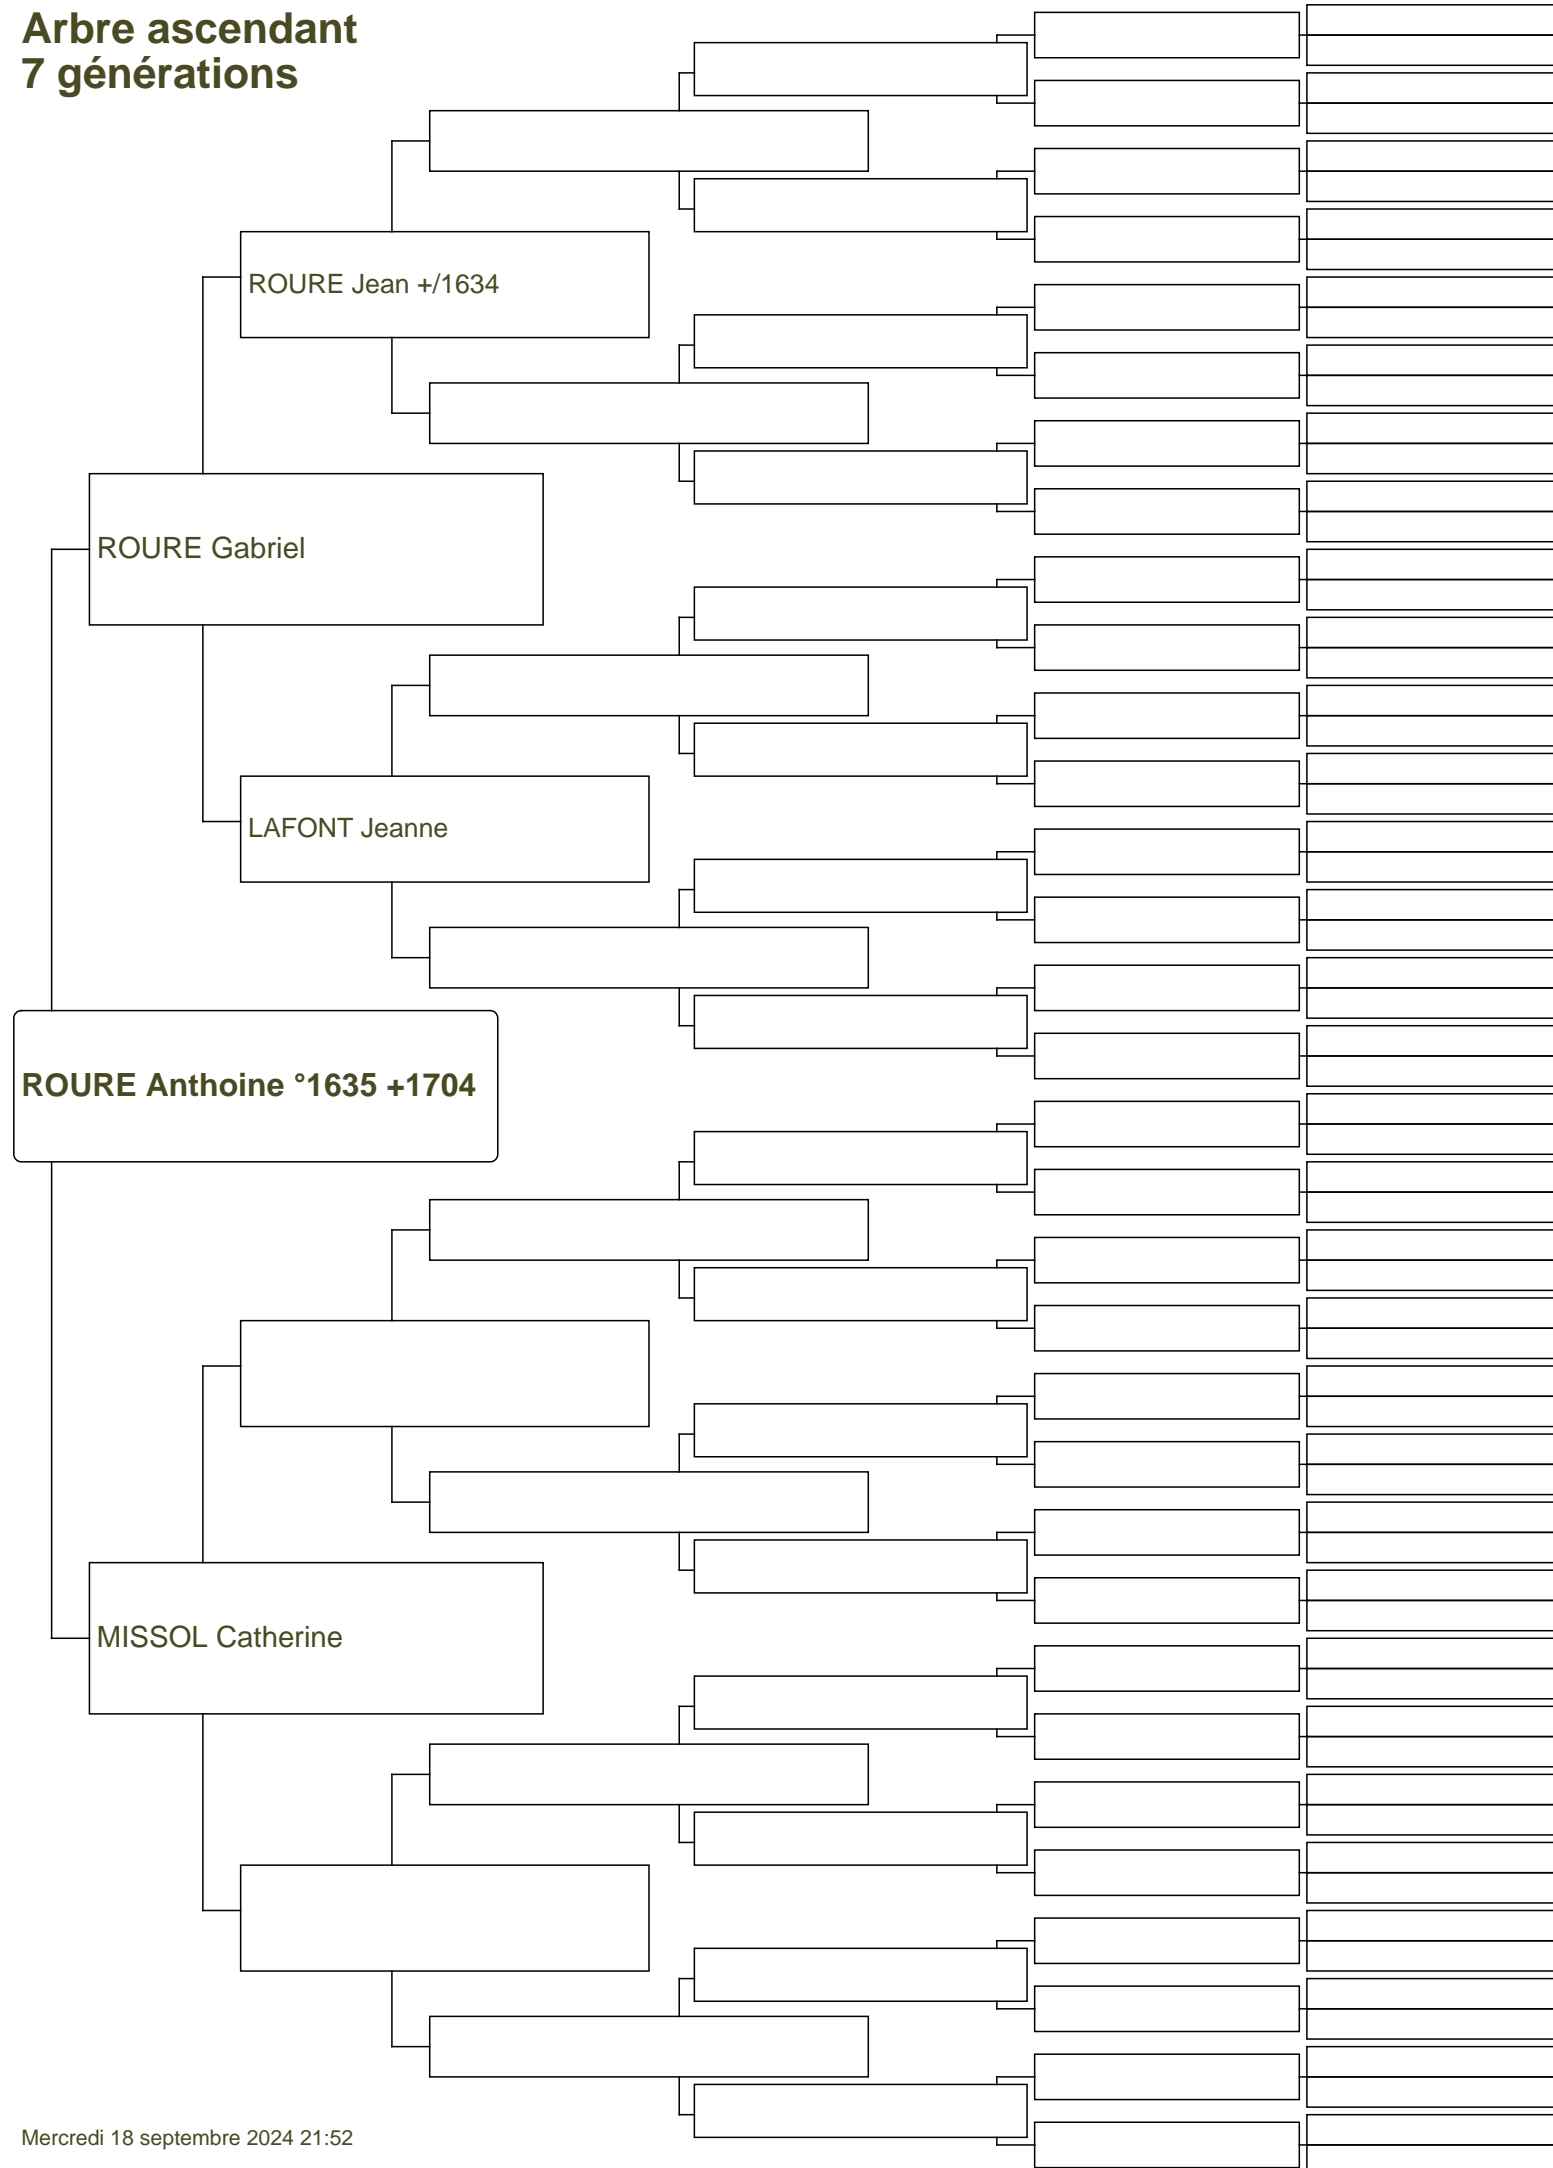 Arbre ascendant
7 générations
ROURE Jean +/1634
ROURE Gabriel
LAFONT Jeanne
ROURE Anthoine °1635 +1704
MISSOL Catherine
Mercredi 18 septembre 2024 21:52